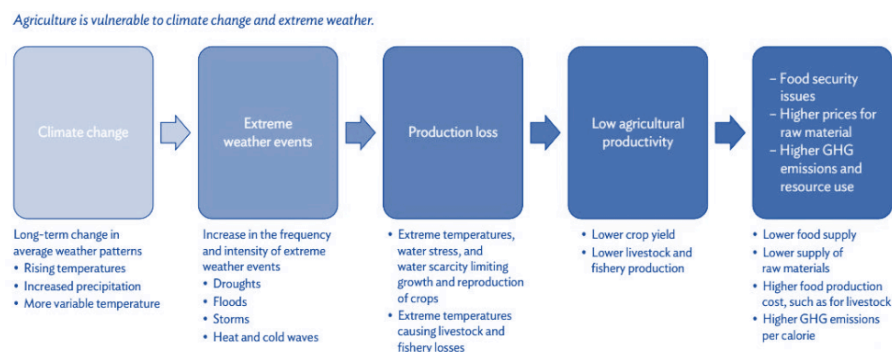 Agriculture is vulnerable to climate change and extreme weather.
Climate change
Extreme
weather events
Production loss
Low agricultural
productivity
– Food security
issues
– Higher prices for
raw material
– Higher GHG
emissions and
resource use
Long-term change in
average weather patterns
• Rising temperatures
• Increased precipitation
• More variable temperature
Increase in the frequency
and intensity of extreme
weather events
• Droughts
• Floods
• Storms
• Heat and cold waves
• Extreme temperatures,
water stress, and
water scarcity limiting
growth and reproduction
of crops
• Extreme temperatures
causing livestock and
fishery losses
• Lower crop yield
• Lower livestock and
fishery production
• Lower food supply
• Lower supply of
raw materials
• Higher food production
cost, such as for livestock
• Higher GHG emissions
per calorie